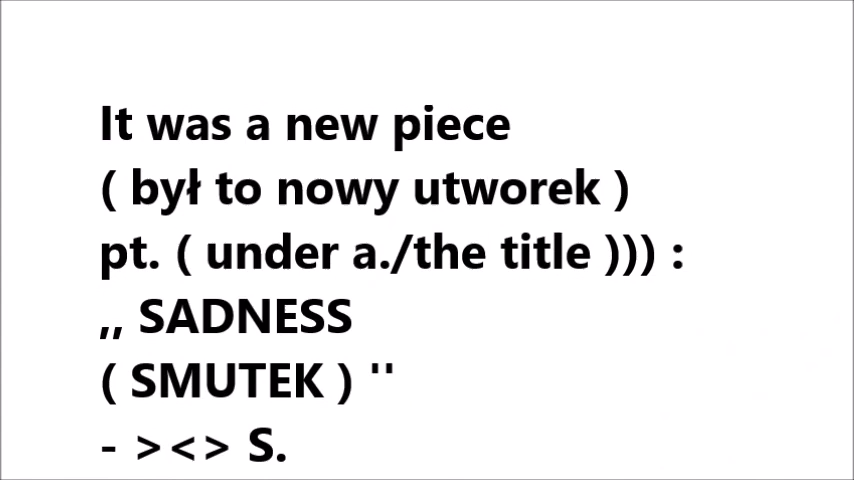 It was a new piece
( był to nowy utworek )
pt. ( under a./the title ))) :
,, SADNESS
( SMUTEK ) ''
- ><> S.